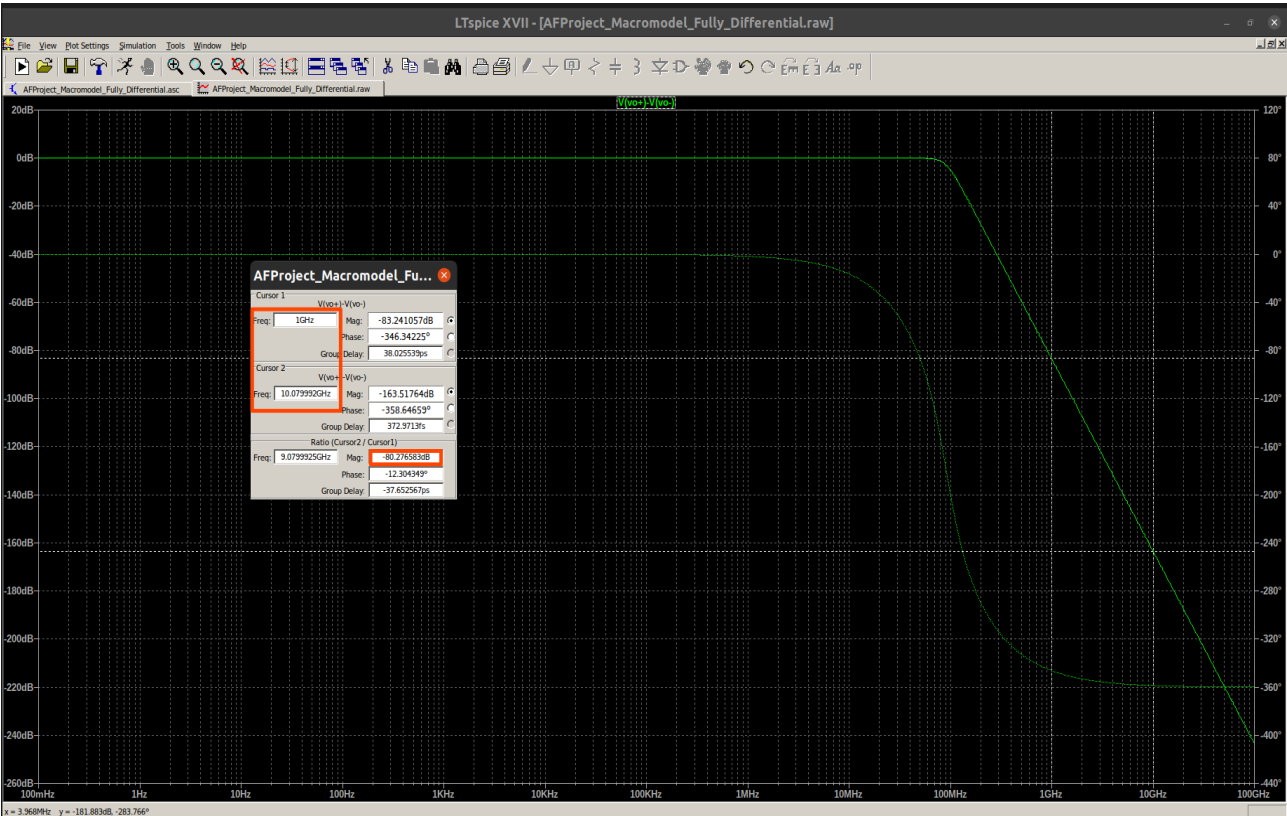 LTspice XVII - [AFProject_Macromodel_Fully_Differential.raw]
File View Plot Settings Simulation Tools Window Help
AFProject_Macromodel_Fully_Differential.asc AFProject_Macromodel_Fully_Differential.raw
V(vo+)-V(vo-)
20dB 120°
0dB 80°
-20dB 40°
-40dB 0°
-60dB -40°
-80dB -80°
-100dB -120°
-120dB -160°
-140dB -200°
-160dB -240°
-180dB -280°
-200dB -320°
-220dB -360°
-240dB -400°
-260dB -440°
100mHz 1Hz 10Hz 100Hz 1KHz 10KHz 100KHz 1MHz 10MHz 100MHz 1GHz 10GHz 100GHz
AFProject_Macromodel_Fu...
Cursor 1
V(vo+)-V(vo-)
Freq: 1GHz Mag: -83.241057dB
Phase: -346.34225°
Group Delay: 38.025539ps
Cursor 2
V(vo+)-V(vo-)
Freq: 10.079992GHz Mag: -163.51764dB
Phase: -358.64659°
Group Delay: 372.9713fs
Ratio (Cursor2 / Cursor1)
Freq: 9.0799925GHz Mag: -80.276583dB
Phase: -12.304349°
Group Delay: -37.652567ps
x = 3.968MHz y = -181.883dB, -283.766°